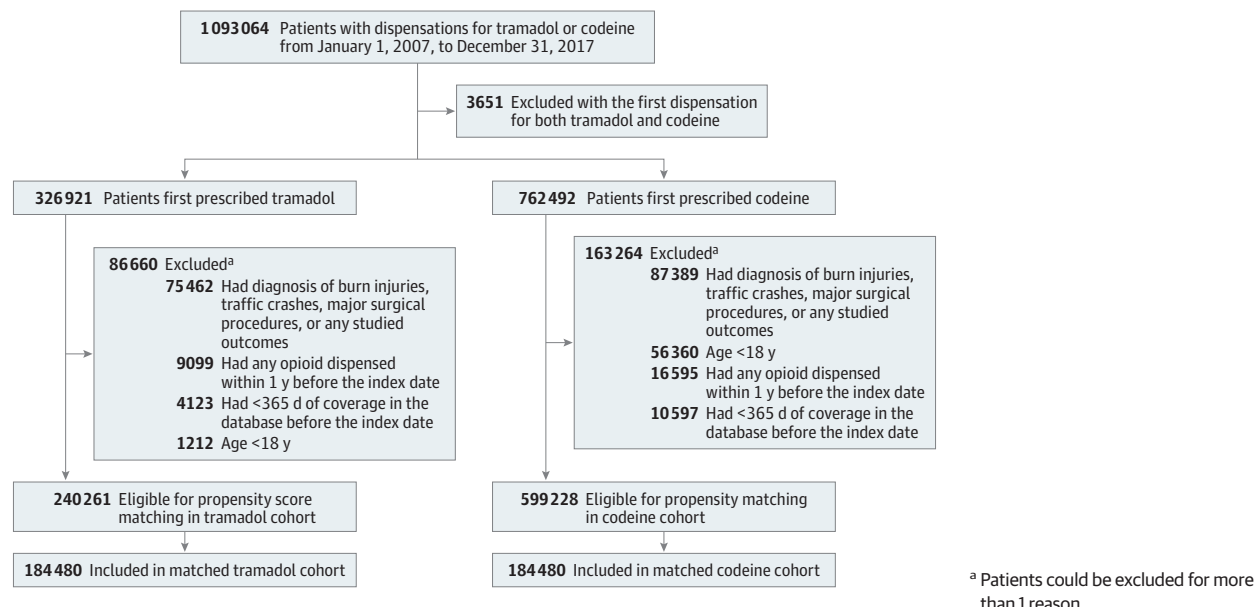 1093064 Patients with dispensations for tramadol or codeine
from January 1, 2007, to December 31, 2017
3651 Excluded with the first dispensation
for both tramadol and codeine
326921 Patients first prescribed tramadol
762492 Patients first prescribed codeine
86660 Excludedᵃ
75462 Had diagnosis of burn injuries,
traffic crashes, major surgical
procedures, or any studied
outcomes
9099 Had any opioid dispensed
within 1 y before the index date
4123 Had <365 d of coverage in the
database before the index date
1212 Age <18 y
163264 Excludedᵃ
87389 Had diagnosis of burn injuries,
traffic crashes, major surgical
procedures, or any studied
outcomes
56360 Age <18 y
16595 Had any opioid dispensed
within 1 y before the index date
10597 Had <365 d of coverage in the
database before the index date
240261 Eligible for propensity score
matching in tramadol cohort
599228 Eligible for propensity matching
in codeine cohort
184480 Included in matched tramadol cohort
184480 Included in matched codeine cohort
ᵃ Patients could be excluded for more
than 1 reason